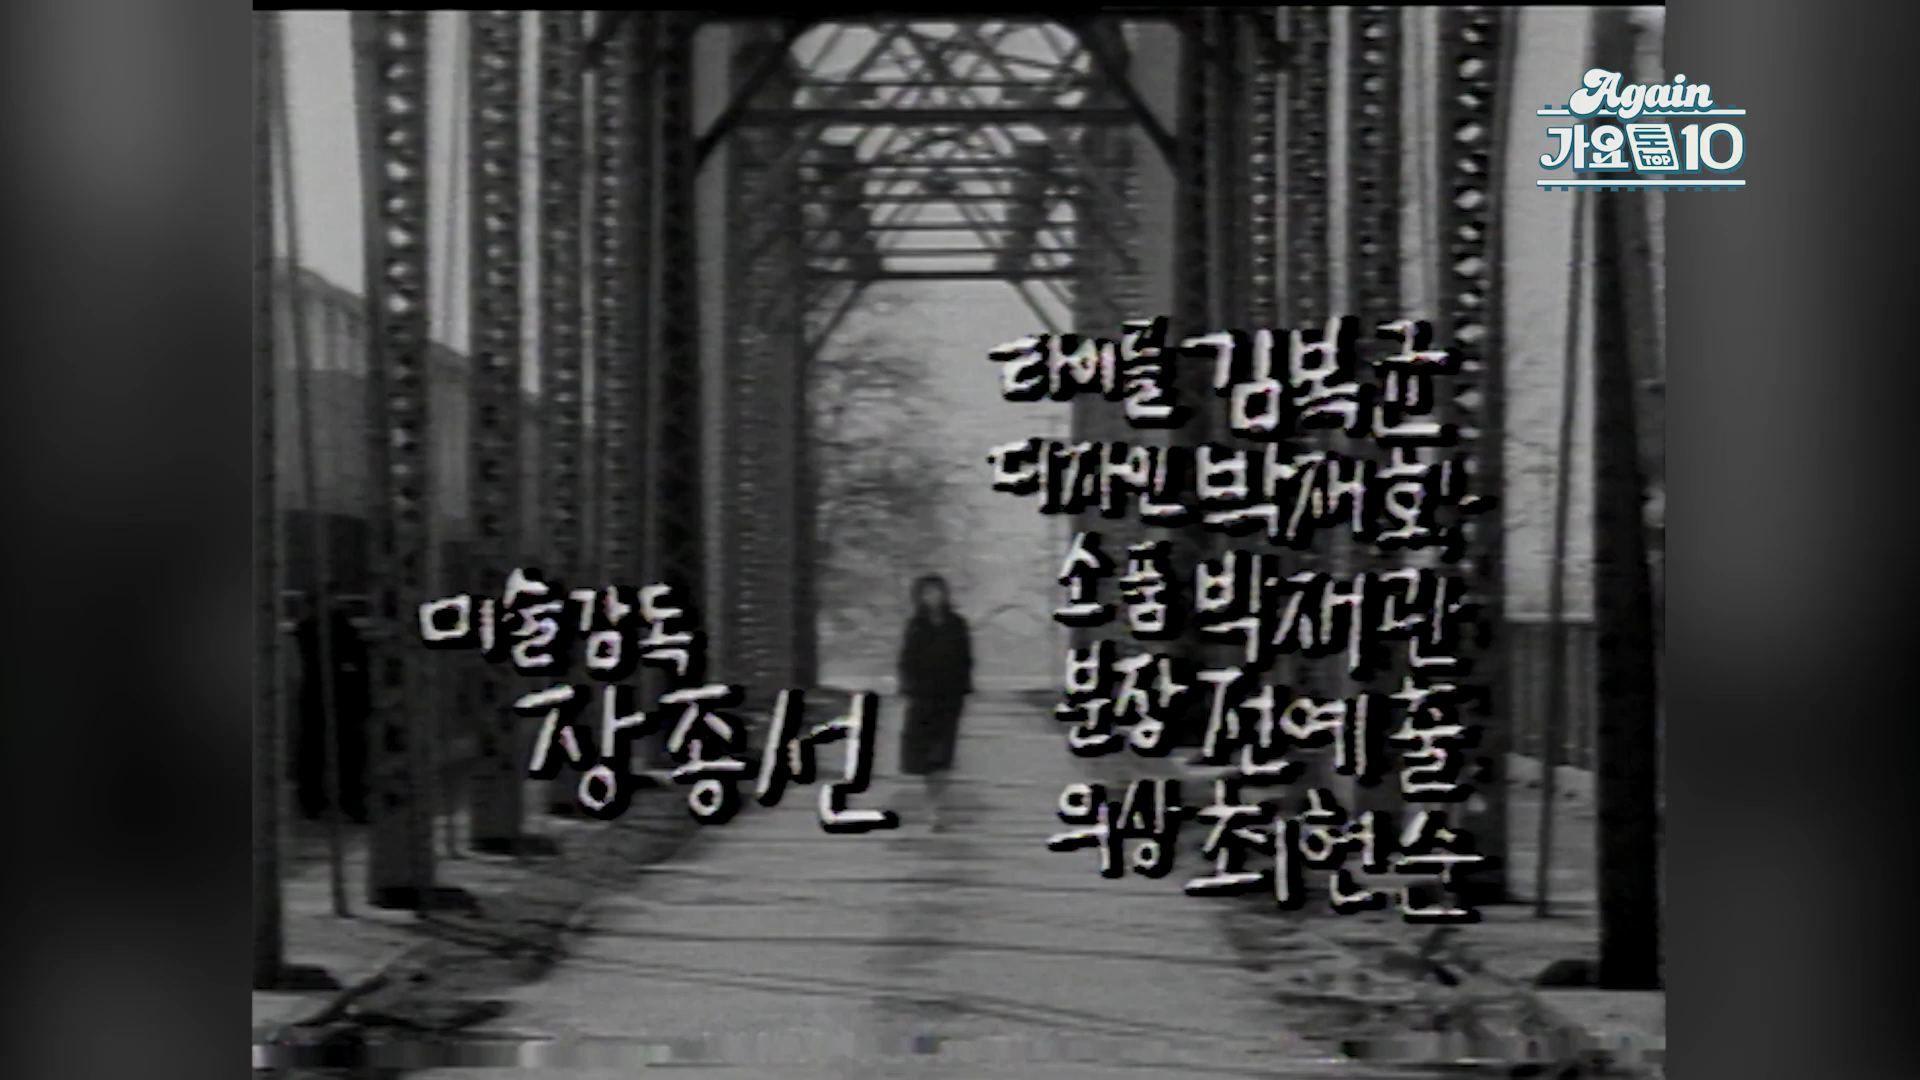 Again
가요톱10
TOP
미술감독
장종선
타이틀 김복균
디자인 박재희
소품 박재관
분장 전예출
의상 최현순